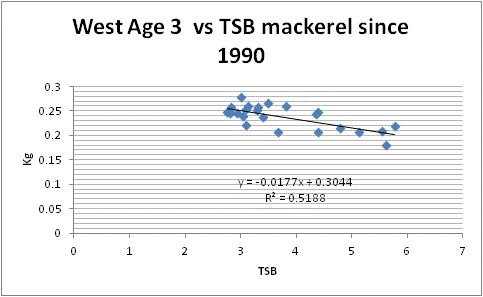 West Age 3  vs TSB mackerel since
1990
0.3
0.25
0.2
0.15
0.1
0.05
0
Kg
y = -0.0177x + 0.3044
R² = 0.5188
0 1 2 3 4 5 6 7
TSB